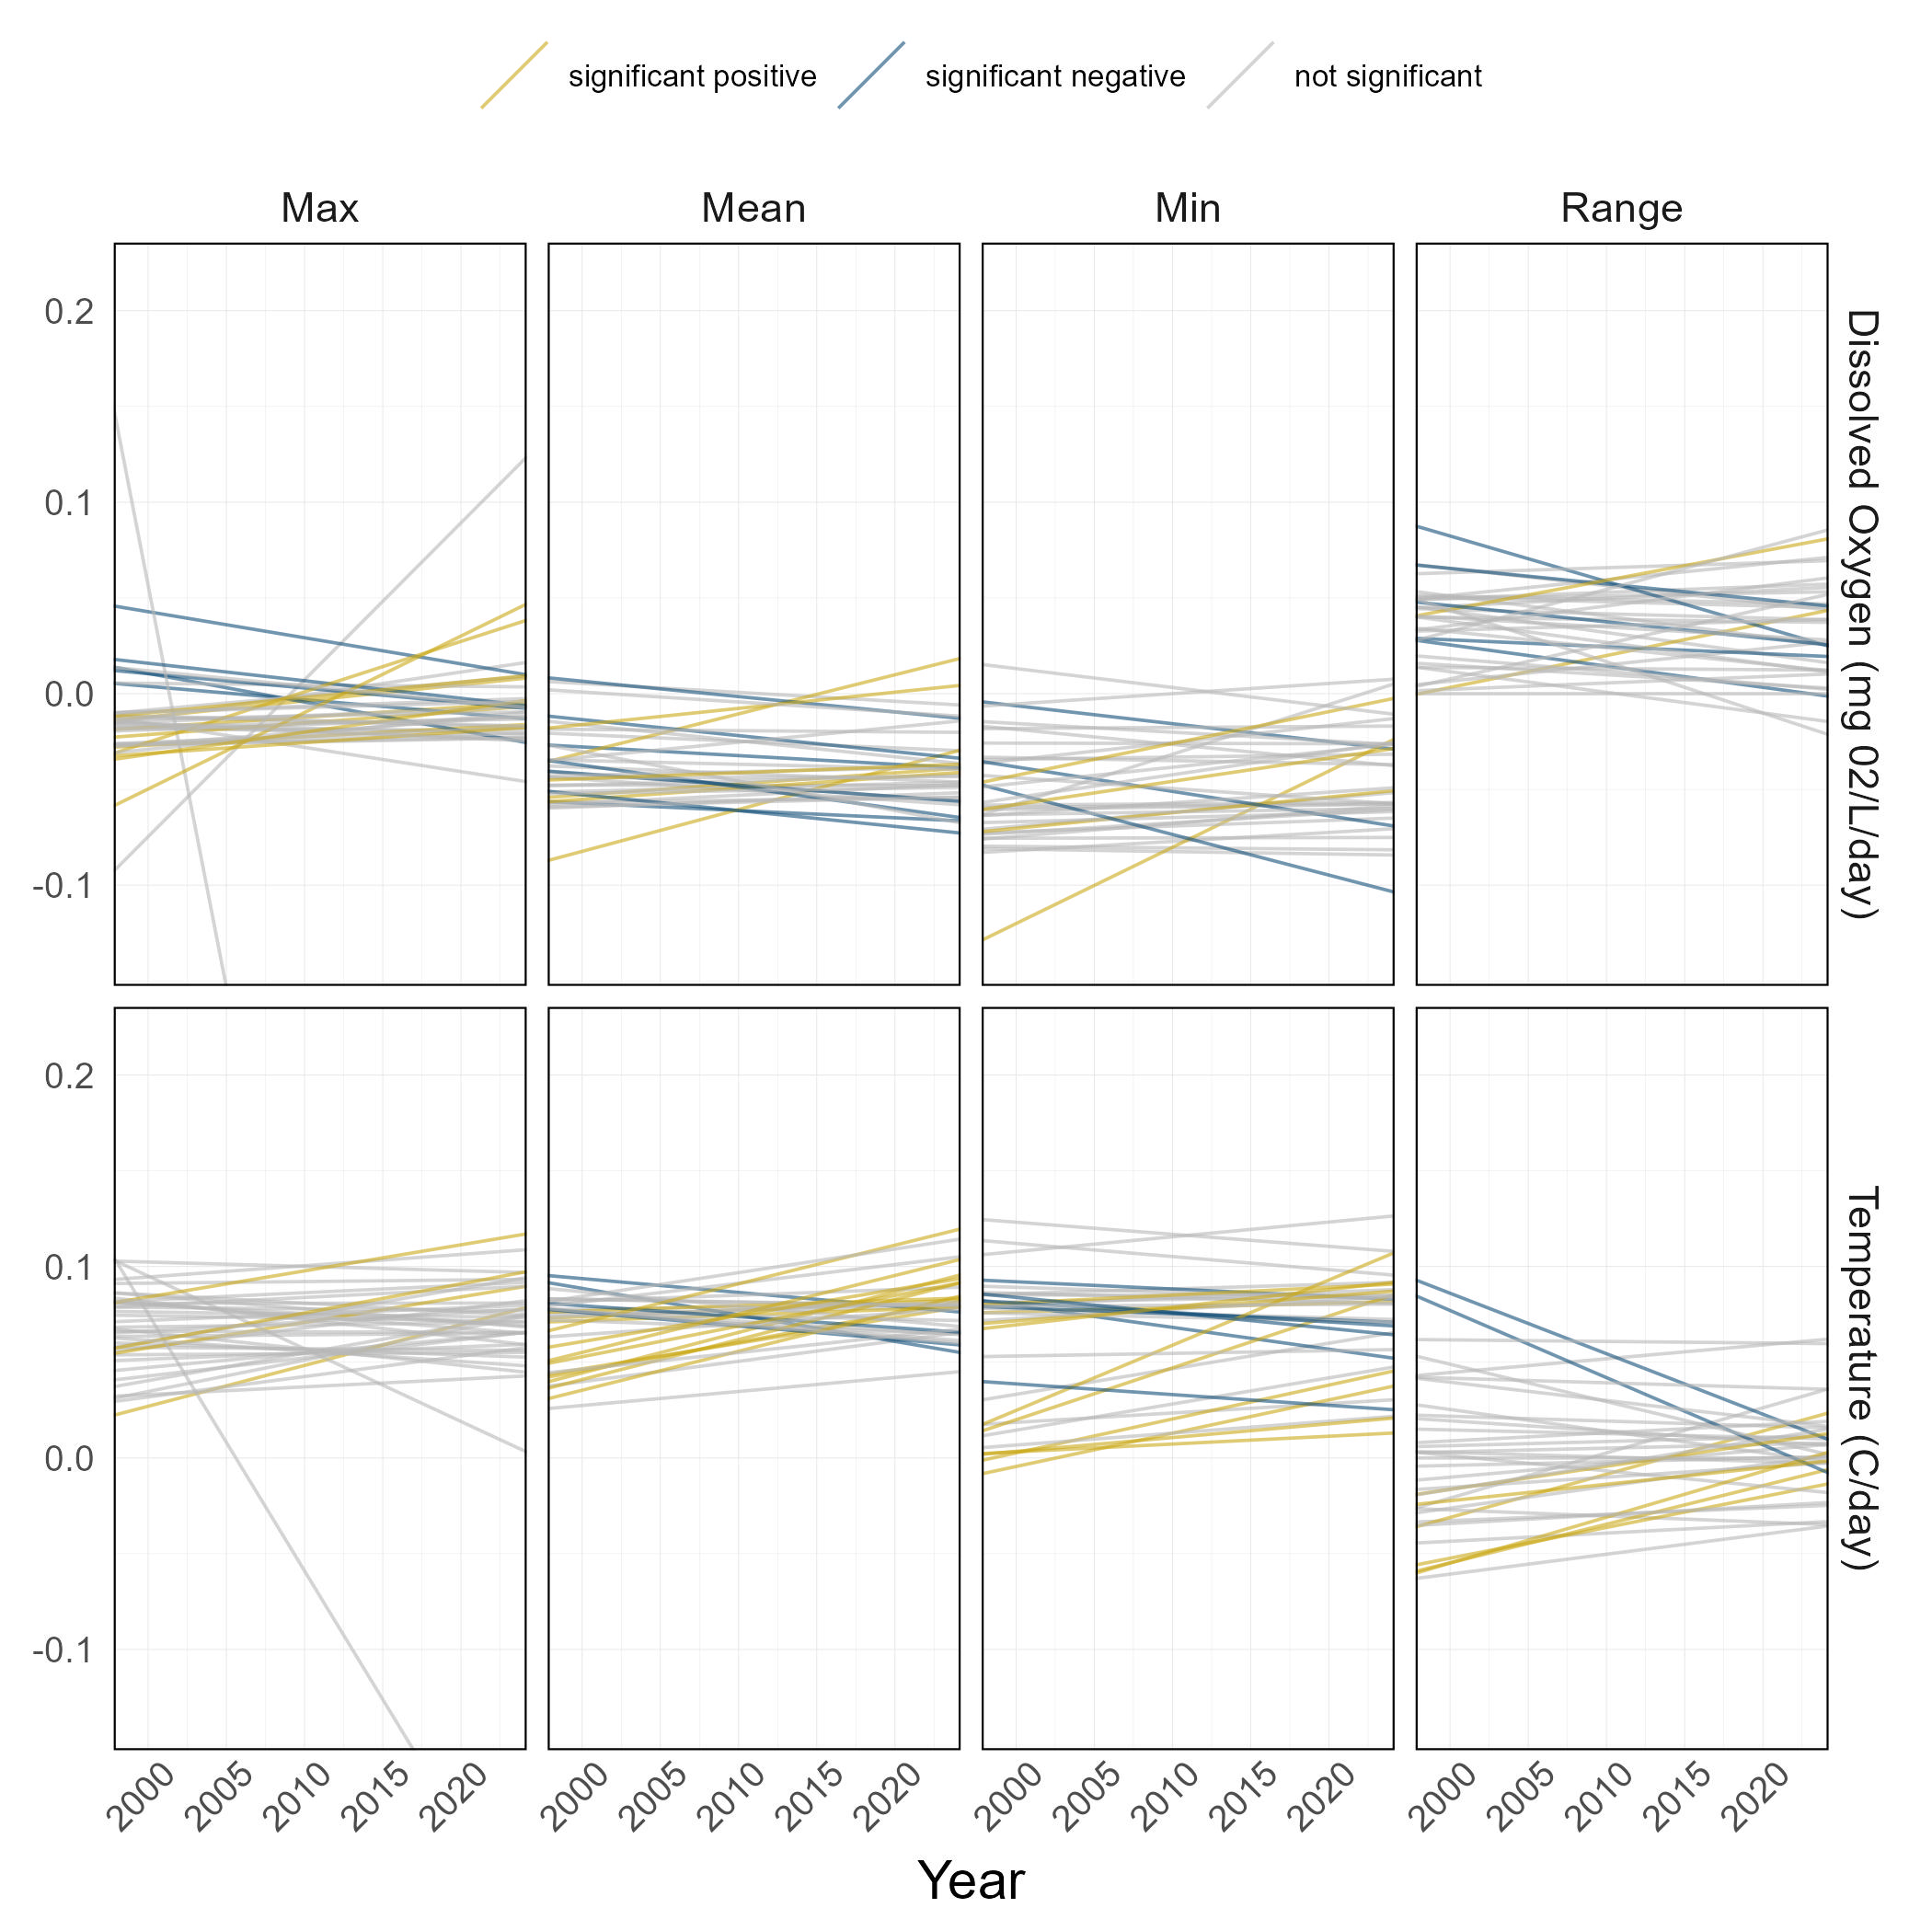 significant positive significant negative not significant
Max Mean Min Range
0.2
0.1
0.0
-0.1
Dissolved Oxygen (mg 02/L/day)
0.2
0.1
0.0
-0.1
Temperature (C/day)
2000 2005 2010 2015 2020 2000 2005 2010 2015 2020 2000 2005 2010 2015 2020 2000 2005 2010 2015 2020
Year